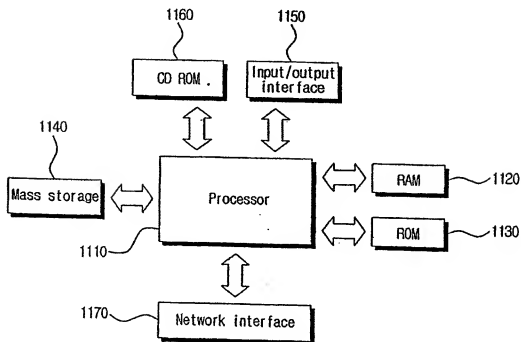 1160
1150
CD ROM
Input/output
interface
1140
Mass storage
Processor
RAM
1120
ROM
1130
1110
1170
Network interface